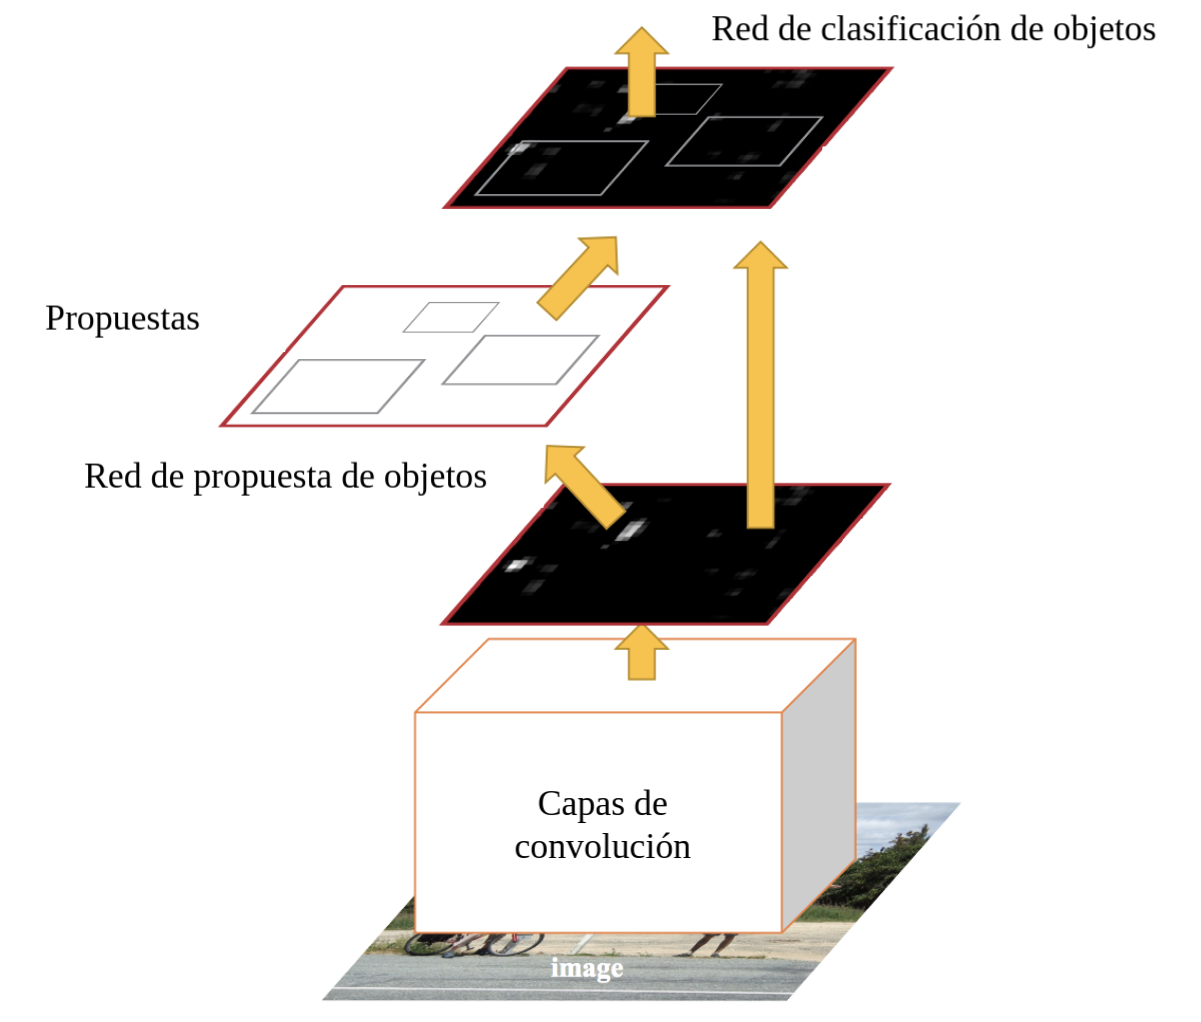 Red de clasificación de objetos
Propuestas
Red de propuesta de objetos
Capas de
convolución
image